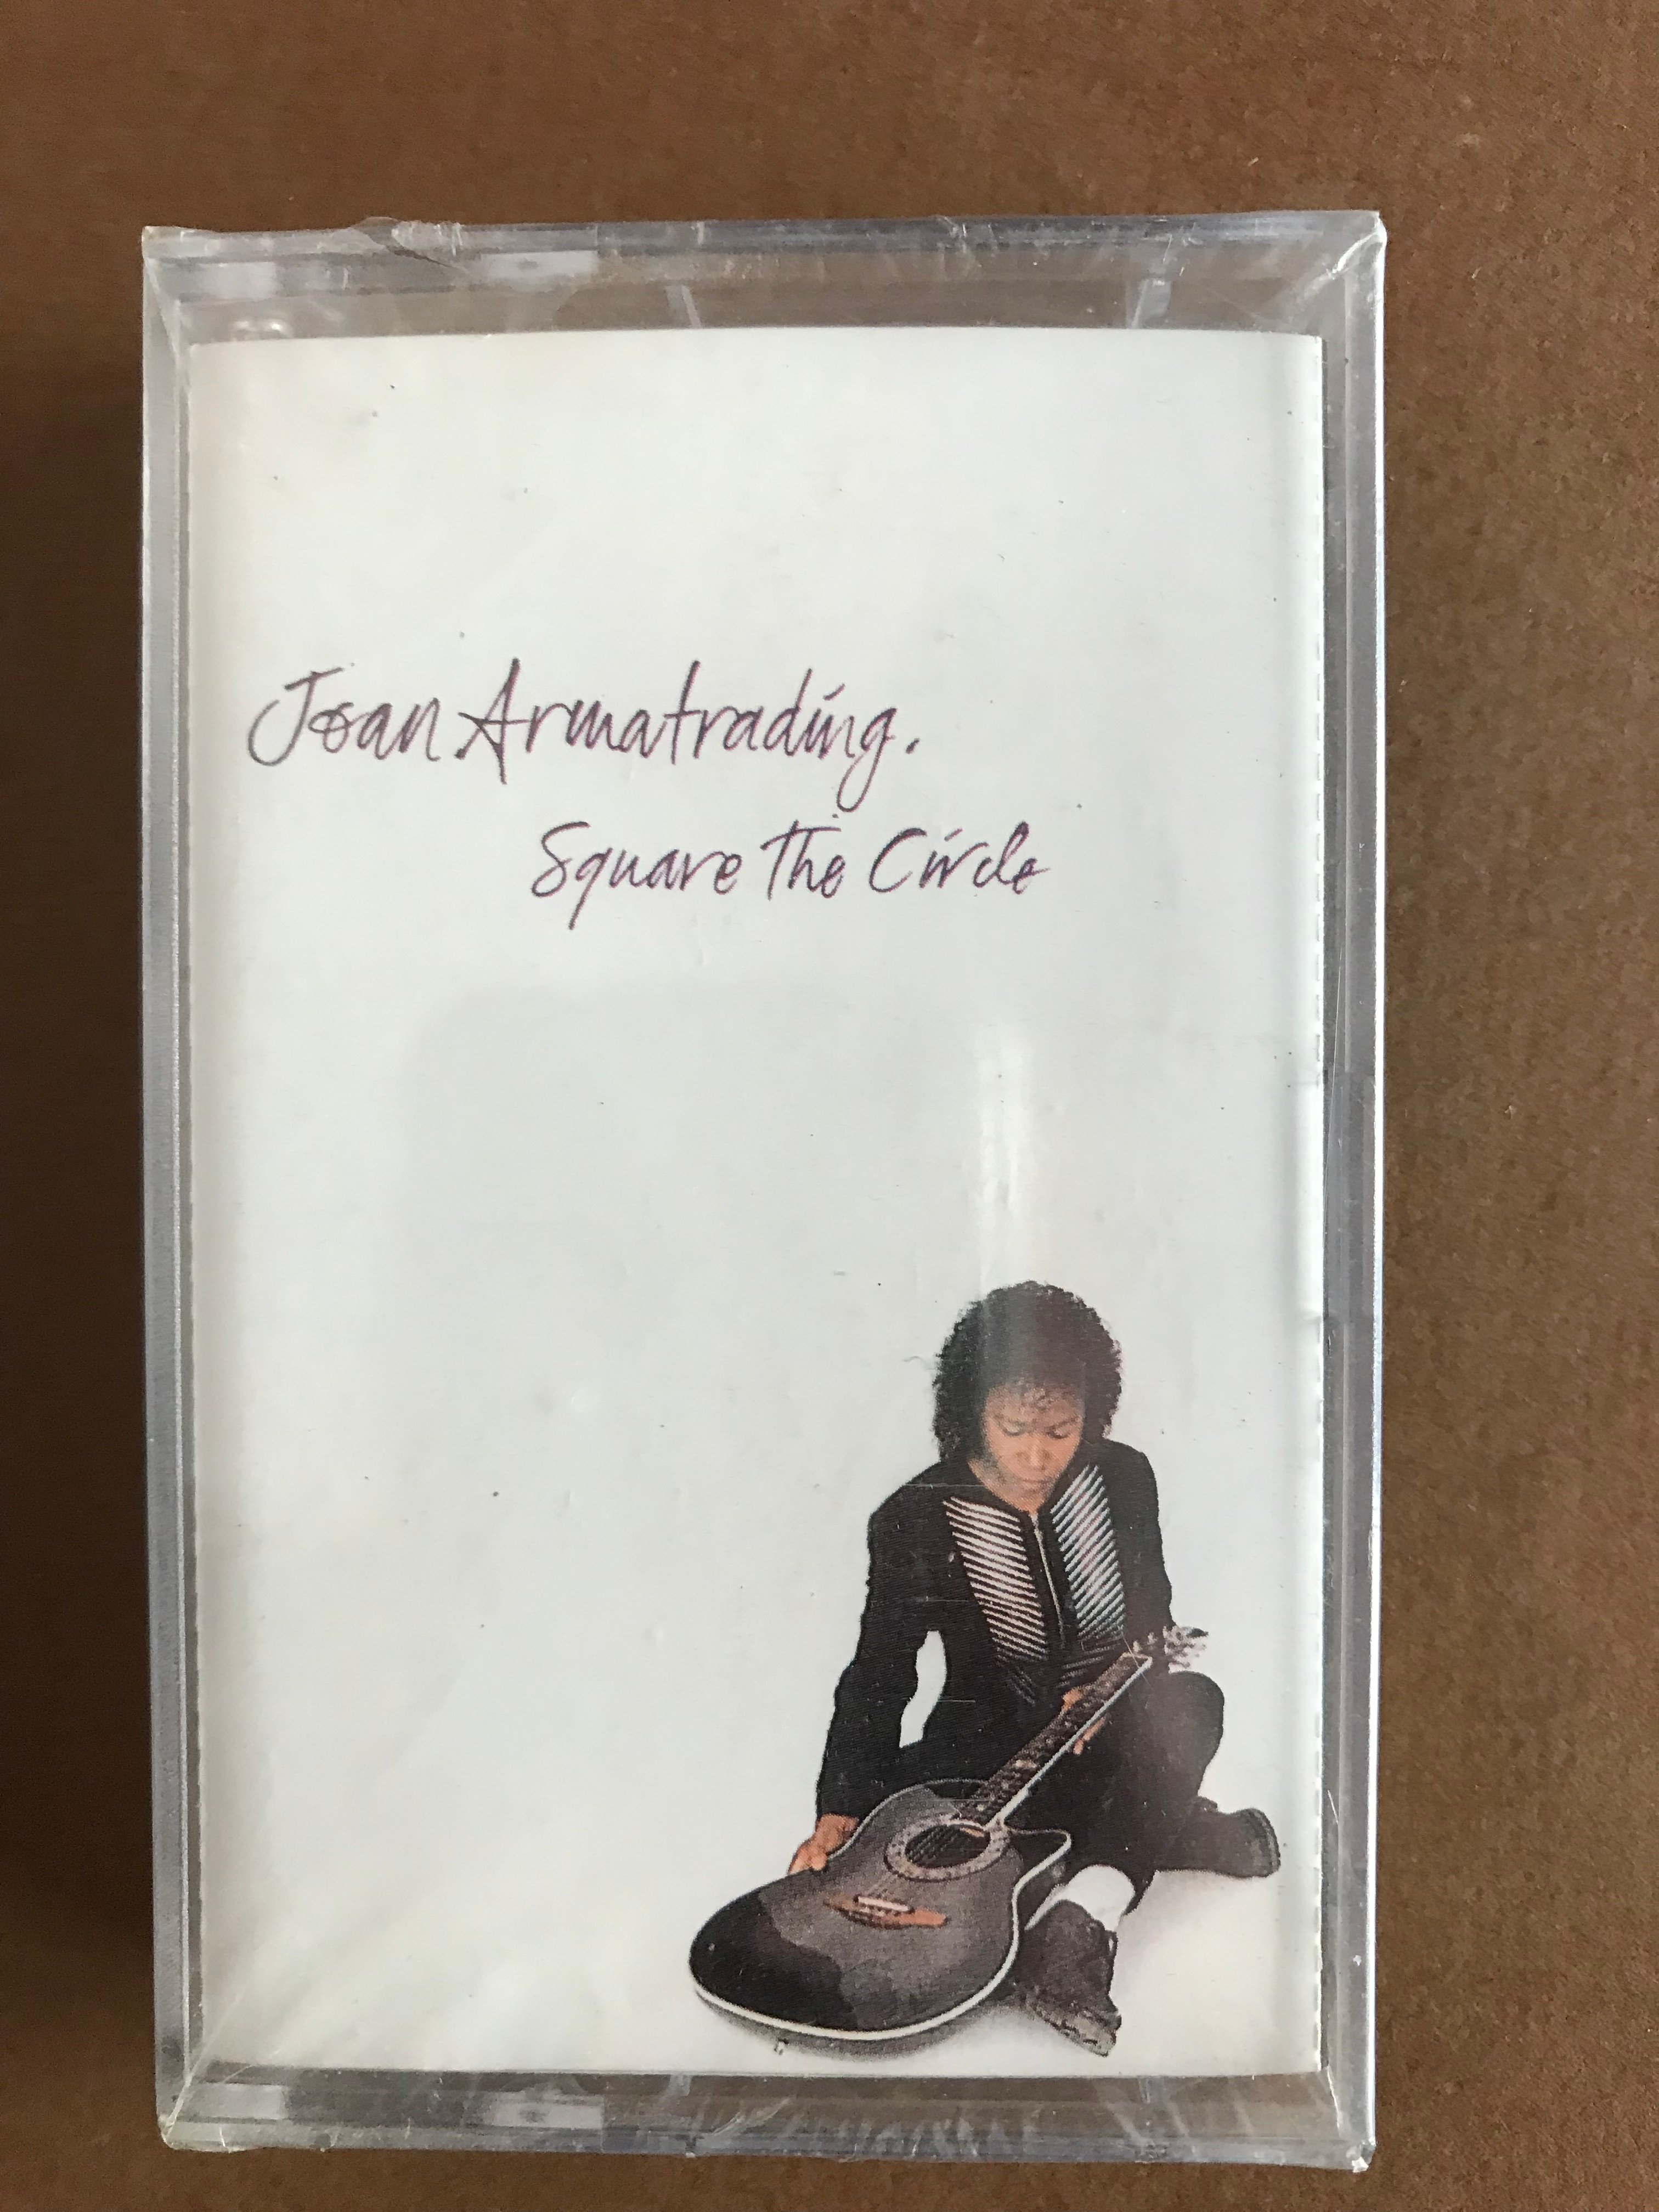 Joan Armatrading.
Square The Circle